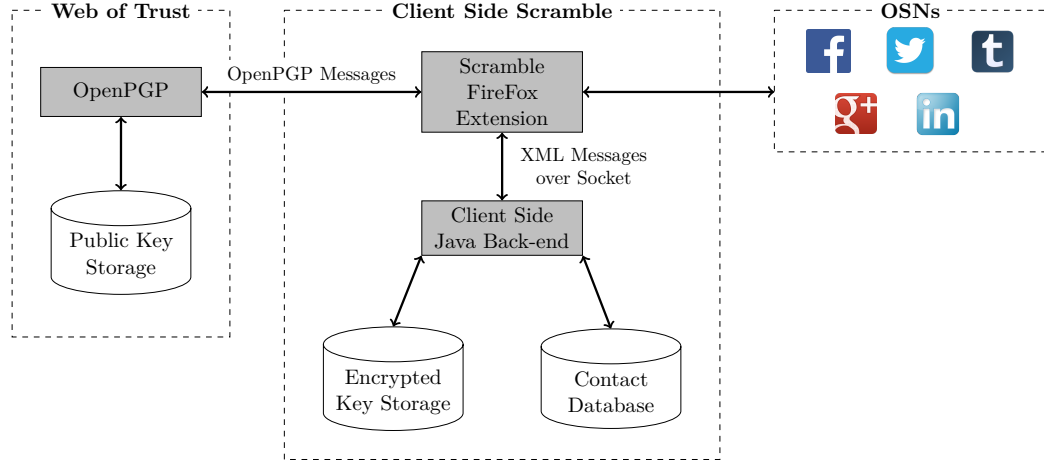 Web of Trust
Client Side Scramble
OSNs
OpenPGP
OpenPGP Messages
Scramble
FireFox
Extension
f
t
g+
in
XML Messages
over Socket
Public Key
Storage
Client Side
Java Back-end
Encrypted
Key Storage
Contact
Database